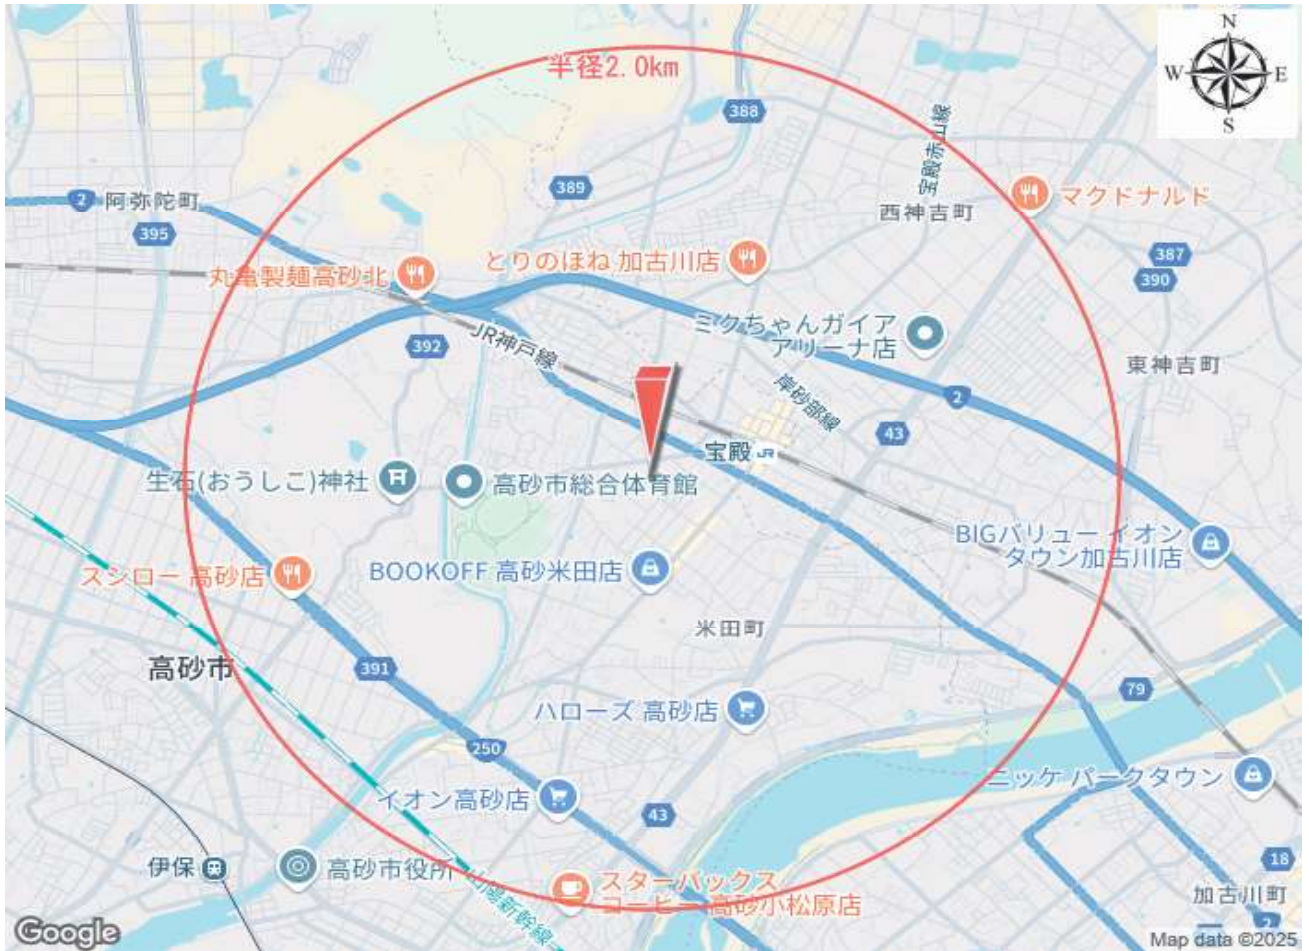 N
W E
S
半径2.0km
388
宝殿赤山線
389
2
阿弥陀町
395
西神吉町
マクドナルド
とりのほね 加古川店
387
390
丸亀製麺高砂北
ミクちゃんガイア
アリーナ店
JR神戸線
392
東神吉町
岸砂部線
2
43
宝殿
JR
生石(おうしこ)神社
高砂市総合体育館
BIGバリュー イオン
タウン加古川店
スシロー 高砂店
BOOKOFF 高砂米田店
米田町
高砂市
391
79
ハローズ 高砂店
250
ニッケ パークタウン
イオン高砂店
43
伊保
高砂市役所
山陽新幹線
スターバックス
コーヒー 高砂小松原店
18
加古川町
2
2
Google
Map data ©2025